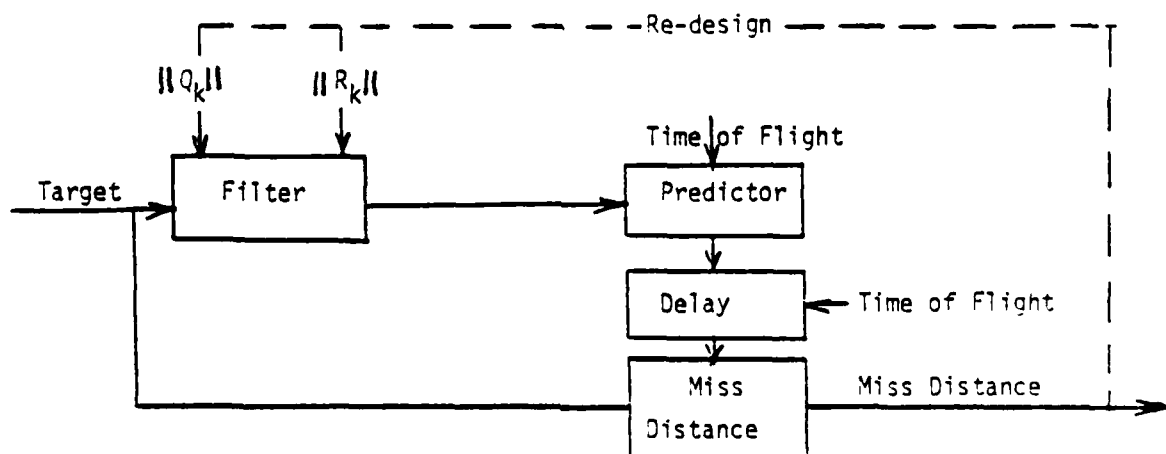 Re-design
||Q_k|| ||R_k||
Time of Flight
Target
Filter
Predictor
Delay
Time of Flight
Miss
Distance
Miss Distance